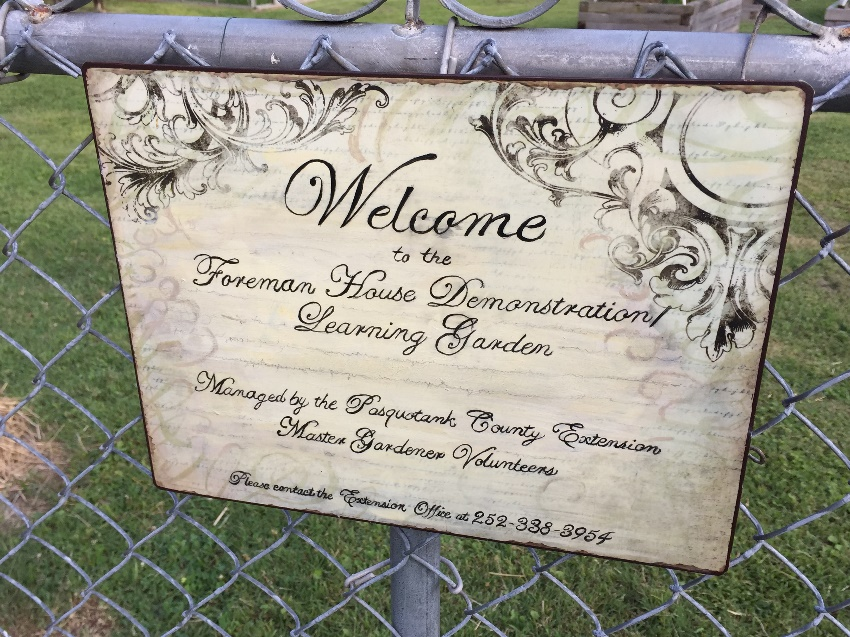 Welcome
to the
Foreman House Demonstration/
Learning Garden
Managed by the Pasquotank County Extension
Master Gardener Volunteers
Please contact the Extension Office at 252-338-3954